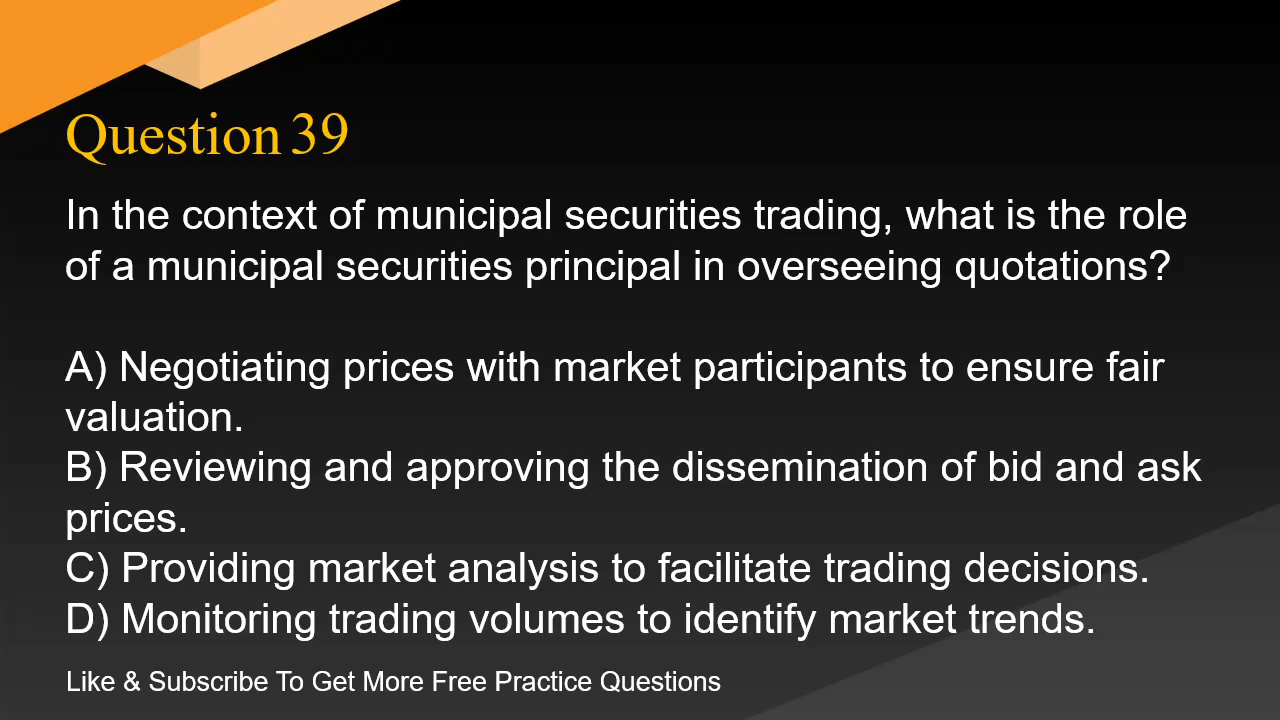 Question 39
In the context of municipal securities trading, what is the role
of a municipal securities principal in overseeing quotations?
A) Negotiating prices with market participants to ensure fair
valuation.
B) Reviewing and approving the dissemination of bid and ask
prices.
C) Providing market analysis to facilitate trading decisions.
D) Monitoring trading volumes to identify market trends.
Like & Subscribe To Get More Free Practice Questions